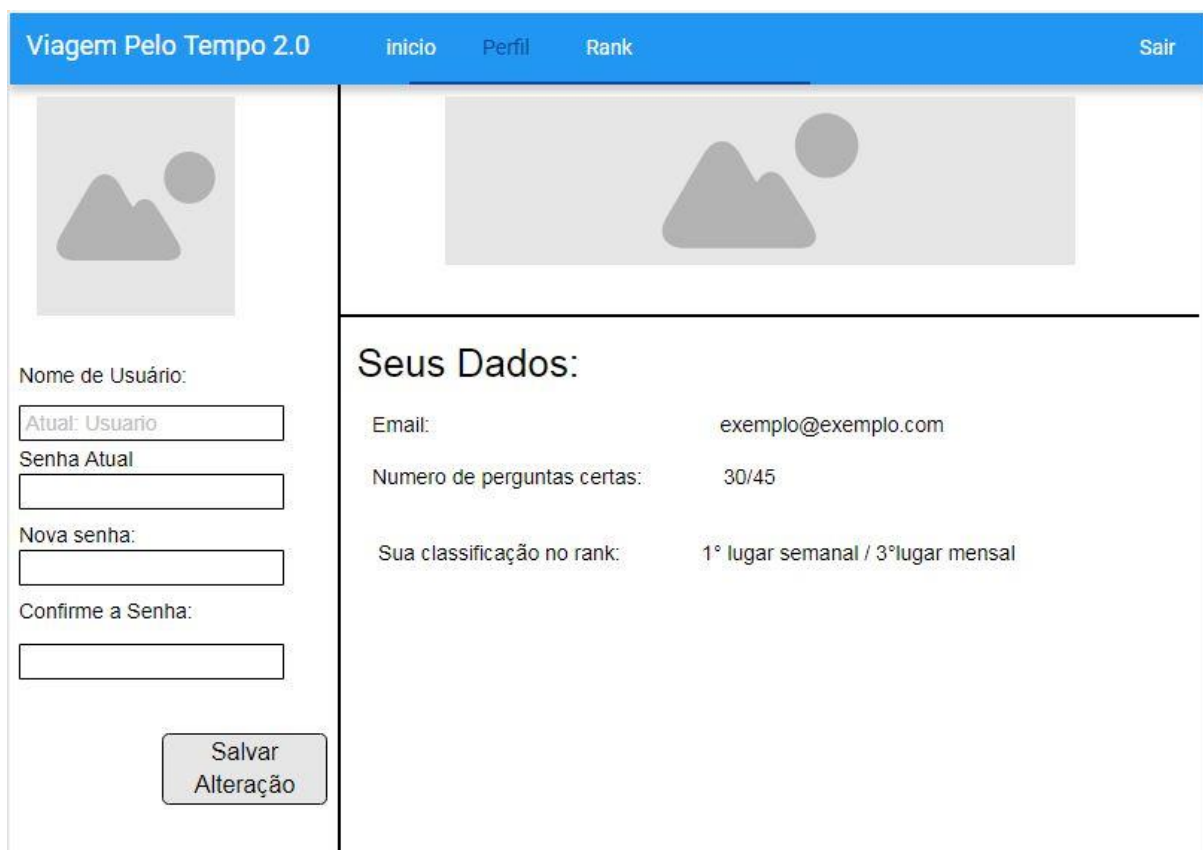 Viagem Pelo Tempo 2.0 inicio Perfil Rank Sair
Nome de Usuário:
Atual: Usuario
Senha Atual
Nova senha:
Confirme a Senha:
Salvar
Alteração
Seus Dados:
Email: exemplo@exemplo.com
Numero de perguntas certas: 30/45
Sua classificação no rank: 1° lugar semanal / 3°lugar mensal